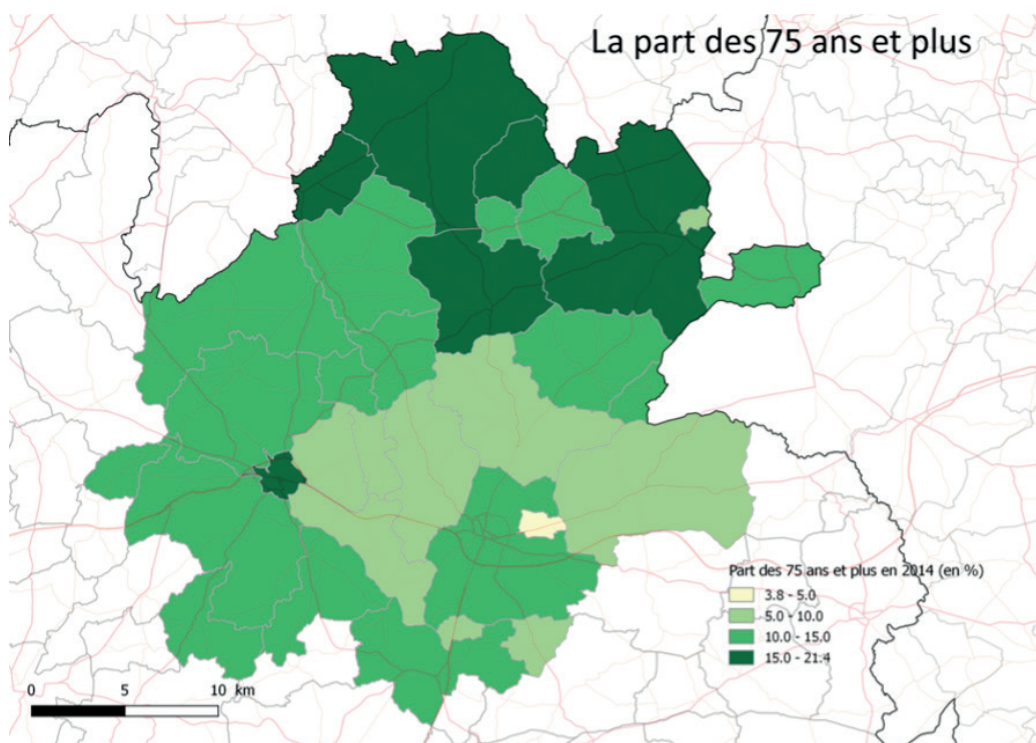 La part des 75 ans et plus
Part des 75 ans et plus en 2014 (en %)
3.8 - 5.0
5.0 - 10.0
10.0 - 15.0
15.0 - 21.4
0 5 10 km